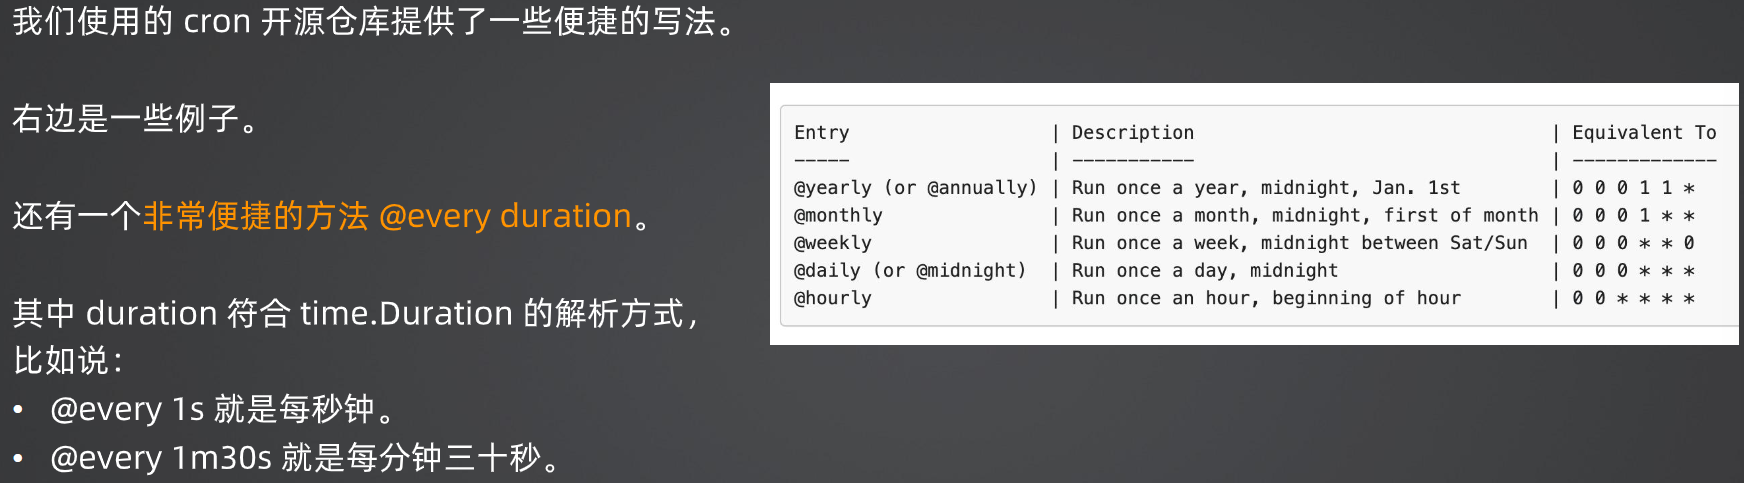 我们使用的 cron 开源仓库提供了一些便捷的写法。
右边是一些例子。
还有一个非常便捷的方法 @every duration。
其中 duration 符合 time.Duration 的解析方式，
比如说：
• @every 1s 就是每秒钟。
• @every 1m30s 就是每分钟三十秒。
Entry | Description | Equivalent To
----- | ----------- | -------------
@yearly (or @annually) | Run once a year, midnight, Jan. 1st | 0 0 0 1 1 *
@monthly | Run once a month, midnight, first of month | 0 0 0 1 * *
@weekly | Run once a week, midnight between Sat/Sun | 0 0 0 * * 0
@daily (or @midnight) | Run once a day, midnight | 0 0 0 * * *
@hourly | Run once an hour, beginning of hour | 0 0 * * * *